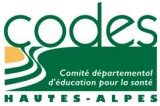 codes
Comité départemental
d'éducation pour la santé
HAUTES-ALPES